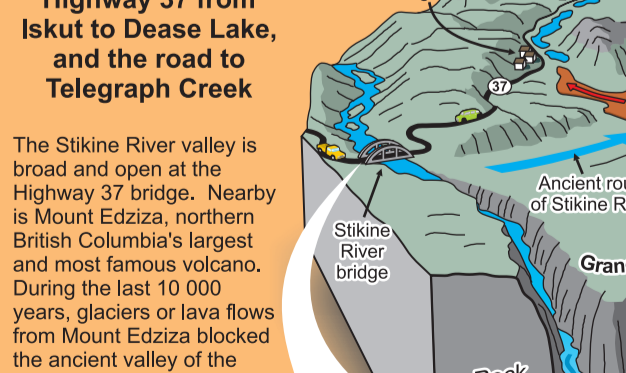 Highway 37 from
Iskut to Dease Lake,
and the road to
Telegraph Creek
The Stikine River valley is
broad and open at the
Highway 37 bridge. Nearby
is Mount Edziza, northern
British Columbia's largest
and most famous volcano.
During the last 10 000
years, glaciers or lava flows
from Mount Edziza blocked
the ancient valley of the
37
Ancient rou
of Stikine R
Stikine
River
bridge
Gran
Rock